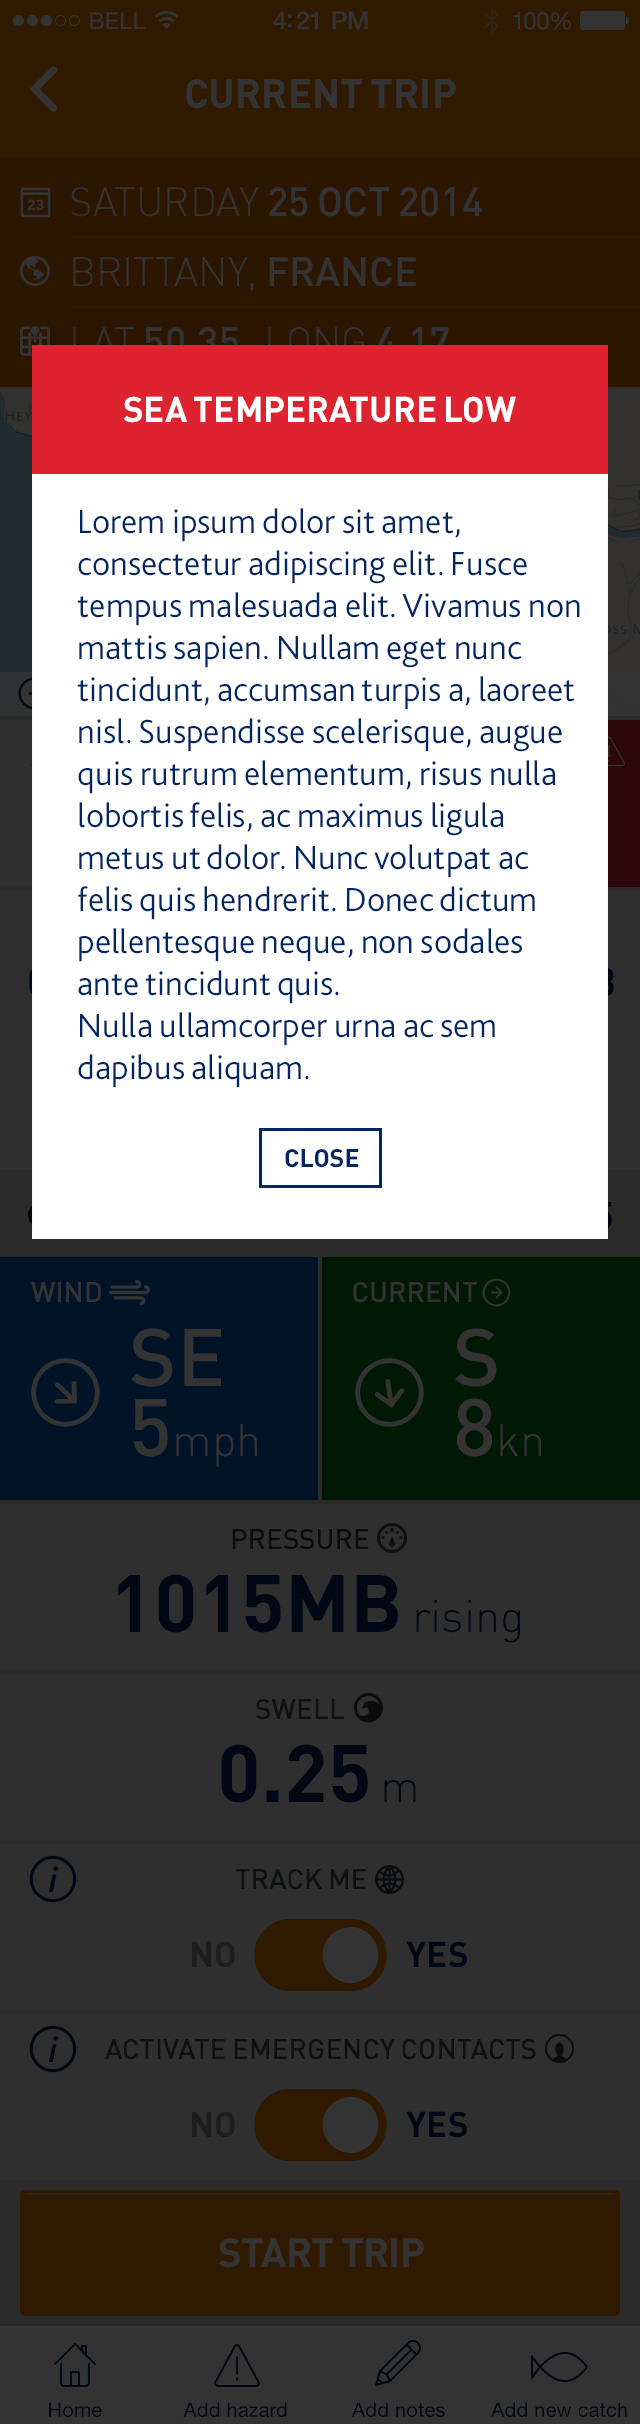 BELL 4:21 PM 100%
CURRENT TRIP
23
SATURDAY 25 OCT 2014
BRITTANY, FRANCE
LAT 50.35, LONG 4.17
SEA TEMPERATURE LOW
Lorem ipsum dolor sit amet,
consectetur adipiscing elit. Fusce
tempus malesuada elit. Vivamus non
mattis sapien. Nullam eget nunc
tincidunt, accumsan turpis a, laoreet
nisl. Suspendisse scelerisque, augue
quis rutrum elementum, risus nulla
lobortis felis, ac maximus ligula
metus ut dolor. Nunc volutpat ac
felis quis hendrerit. Donec dictum
pellentesque neque, non sodales
ante tincidunt quis.
Nulla ullamcorper urna ac sem
dapibus aliquam.
CLOSE
WIND
SE
5mph
CURRENT
S
8kn
PRESSURE
1015MB rising
SWELL
0.25 m
TRACK ME
NO YES
ACTIVATE EMERGENCY CONTACTS
NO YES
START TRIP
Home Add hazard Add notes Add new catch